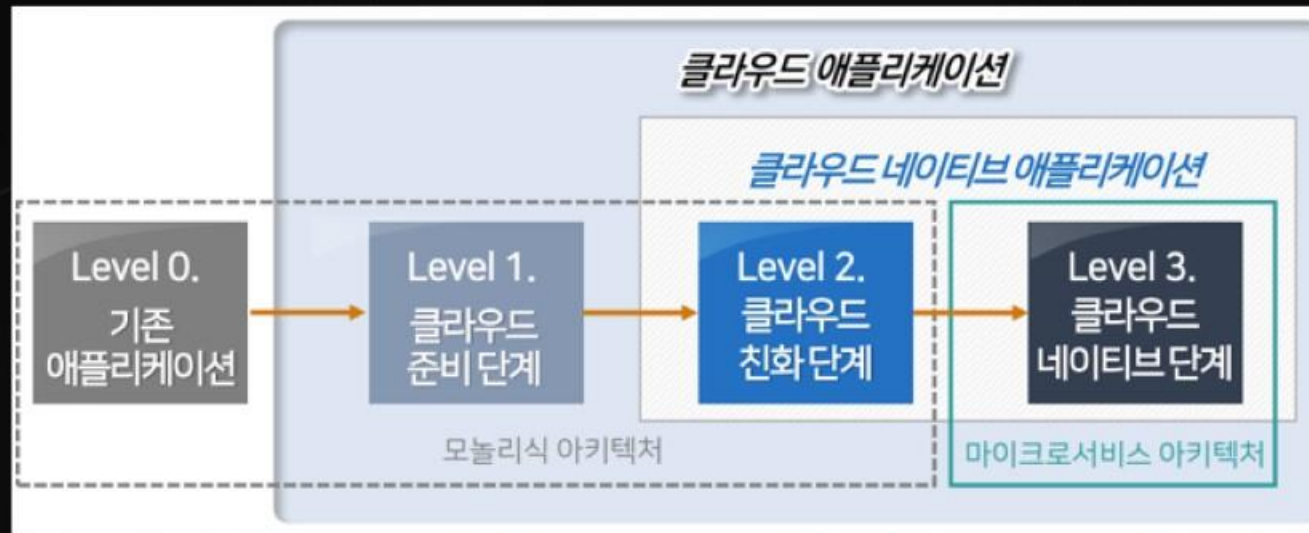 클라우드 애플리케이션
클라우드 네이티브 애플리케이션
Level 0.
기존
애플리케이션
Level 1.
클라우드
준비 단계
Level 2.
클라우드
친화 단계
Level 3.
클라우드
네이티브 단계
모놀리식 아키텍처
마이크로서비스 아키텍처